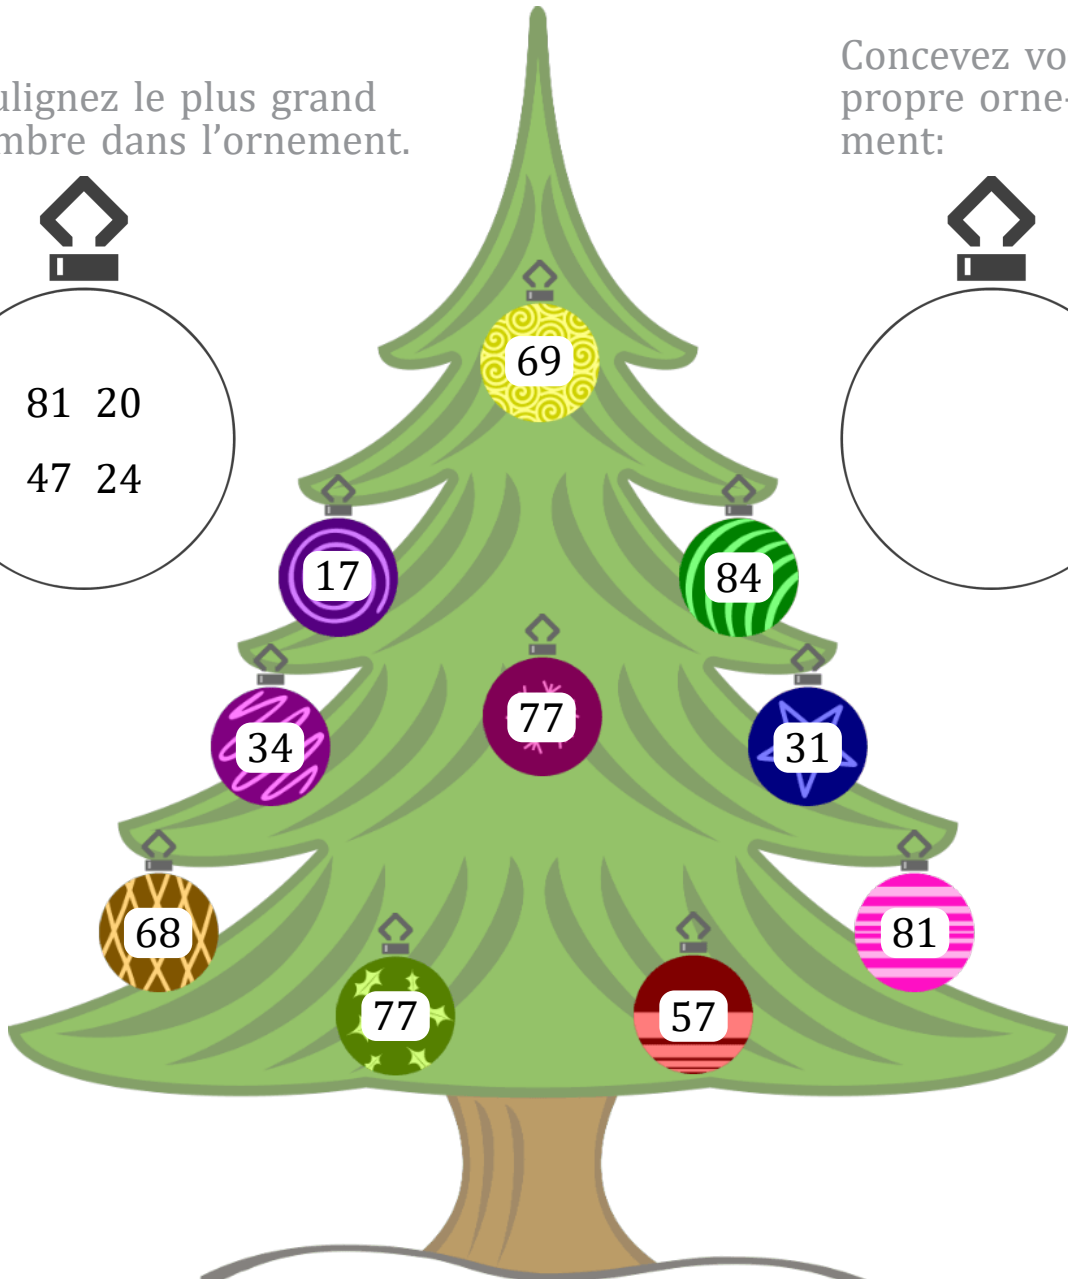 ulignez le plus grand
mbre dans l'ornement.
Concevez vo
propre orne-
ment:
81 20
47 24
69
17
84
77
34
31
68
81
77
57